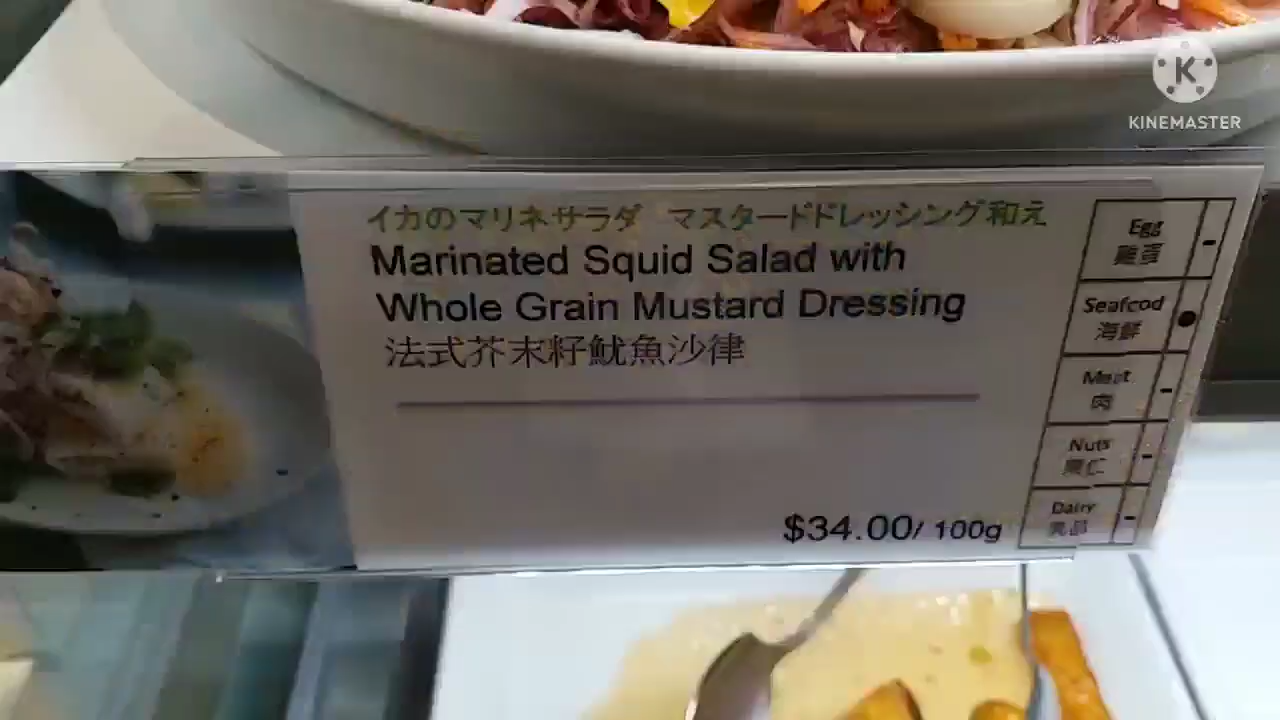 KINEMASTER
イカのマリネサラダ マスタードドレッシング和え
Marinated Squid Salad with
Whole Grain Mustard Dressing
法式芥末籽魷魚沙律
$34.00/ 100g
Egg -
雞蛋
Seafood ●
海鮮
Meat -
肉
Nuts -
果仁
Dairy -
乳品